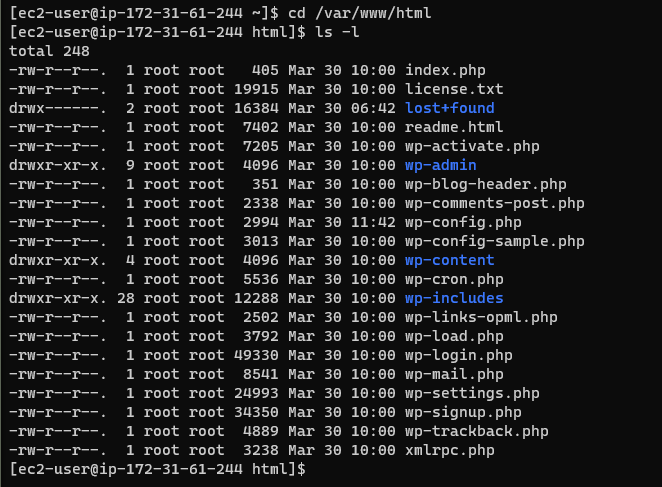 [ec2-user@ip-172-31-61-244 ~]$ cd /var/www/html
[ec2-user@ip-172-31-61-244 html]$ ls -l
total 248
-rw-r--r--.  1 root root   405 Mar 30 10:00 index.php
-rw-r--r--.  1 root root 19915 Mar 30 10:00 license.txt
drwx------.  2 root root 16384 Mar 30 06:42 lost+found
-rw-r--r--.  1 root root  7402 Mar 30 10:00 readme.html
-rw-r--r--.  1 root root  7205 Mar 30 10:00 wp-activate.php
drwxr-xr-x.  9 root root  4096 Mar 30 10:00 wp-admin
-rw-r--r--.  1 root root   351 Mar 30 10:00 wp-blog-header.php
-rw-r--r--.  1 root root  2338 Mar 30 10:00 wp-comments-post.php
-rw-r--r--.  1 root root  2994 Mar 30 11:42 wp-config.php
-rw-r--r--.  1 root root  3013 Mar 30 10:00 wp-config-sample.php
drwxr-xr-x.  4 root root  4096 Mar 30 10:00 wp-content
-rw-r--r--.  1 root root  5536 Mar 30 10:00 wp-cron.php
drwxr-xr-x. 28 root root 12288 Mar 30 10:00 wp-includes
-rw-r--r--.  1 root root  2502 Mar 30 10:00 wp-links-opml.php
-rw-r--r--.  1 root root  3792 Mar 30 10:00 wp-load.php
-rw-r--r--.  1 root root 49330 Mar 30 10:00 wp-login.php
-rw-r--r--.  1 root root  8541 Mar 30 10:00 wp-mail.php
-rw-r--r--.  1 root root 24993 Mar 30 10:00 wp-settings.php
-rw-r--r--.  1 root root 34350 Mar 30 10:00 wp-signup.php
-rw-r--r--.  1 root root  4889 Mar 30 10:00 wp-trackback.php
-rw-r--r--.  1 root root  3238 Mar 30 10:00 xmlrpc.php
[ec2-user@ip-172-31-61-244 html]$